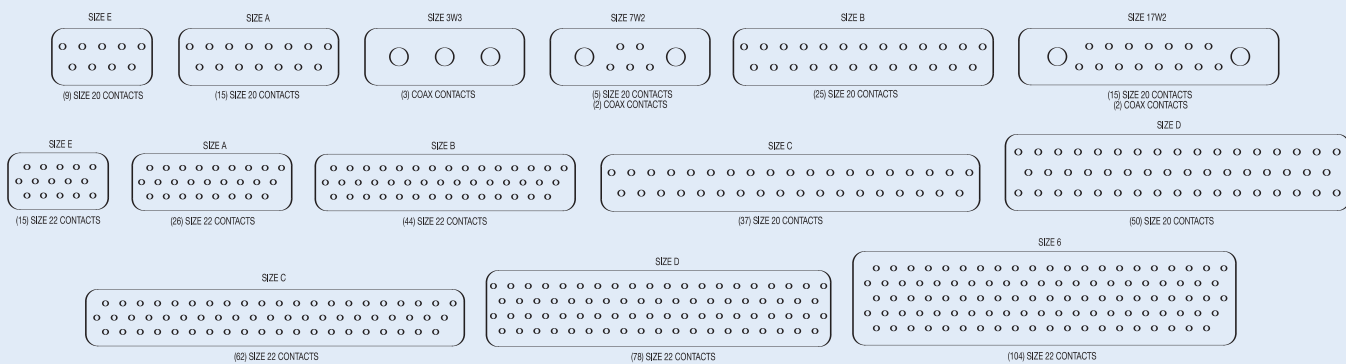 SIZE E
SIZE A
SIZE 3W3
SIZE 7W2
SIZE B
SIZE 17W2
(9) SIZE 20 CONTACTS
(15) SIZE 20 CONTACTS
(3) COAX CONTACTS
(5) SIZE 20 CONTACTS
(2) COAX CONTACTS
(25) SIZE 20 CONTACTS
(15) SIZE 20 CONTACTS
(2) COAX CONTACTS
SIZE E
SIZE A
SIZE B
SIZE C
SIZE D
(15) SIZE 22 CONTACTS
(26) SIZE 22 CONTACTS
(44) SIZE 22 CONTACTS
(37) SIZE 20 CONTACTS
(50) SIZE 20 CONTACTS
SIZE C
SIZE D
SIZE 6
(62) SIZE 22 CONTACTS
(78) SIZE 22 CONTACTS
(104) SIZE 22 CONTACTS